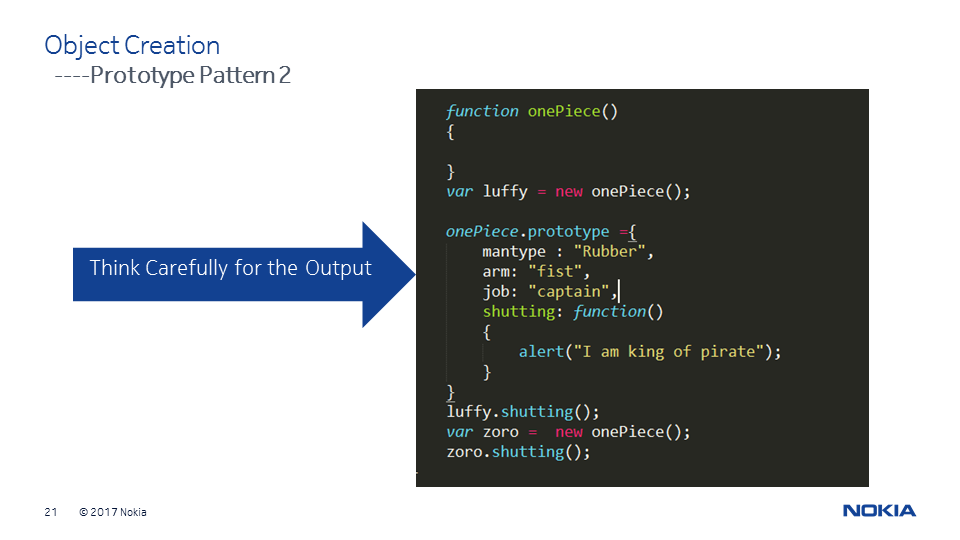 Object Creation
----Prototype Pattern 2
Think Carefully for the Output
function onePiece()
{
}
var luffy = new onePiece();
onePiece.prototype ={
mantype : "Rubber",
arm: "fist",
job: "captain",
shutting: function()
{
alert("I am king of pirate");
}
}
luffy.shutting();
var zoro =  new onePiece();
zoro.shutting();
21 © 2017 Nokia
NOKIA